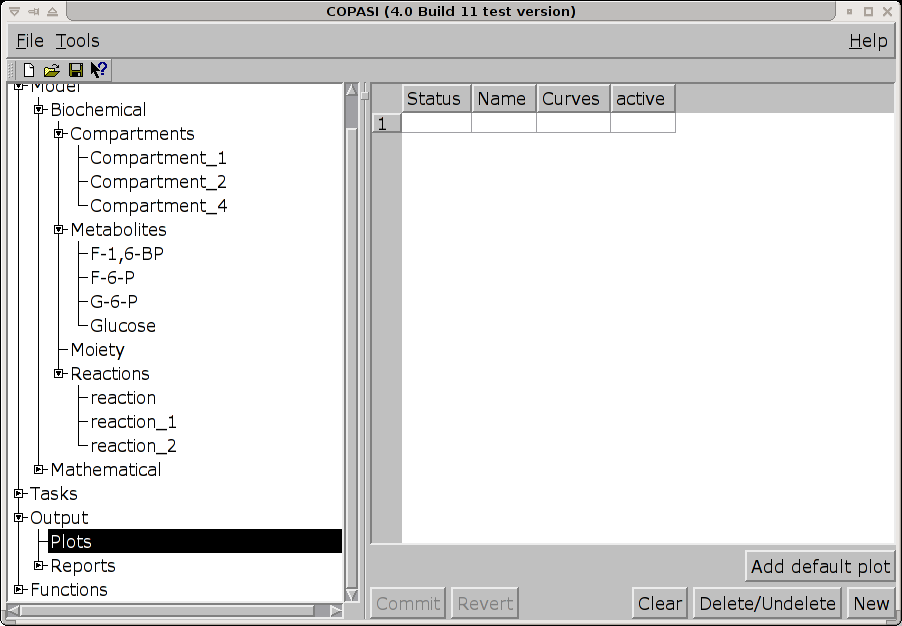 COPASI (4.0 Build 11 test version)
File Tools Help
Model
Biochemical
Compartments
Compartment_1
Compartment_2
Compartment_4
Metabolites
F-1,6-BP
F-6-P
G-6-P
Glucose
Moiety
Reactions
reaction
reaction_1
reaction_2
Mathematical
Tasks
Output
Plots
Reports
Functions
Status Name Curves active
1
Add default plot
Commit Revert Clear Delete/Undelete New